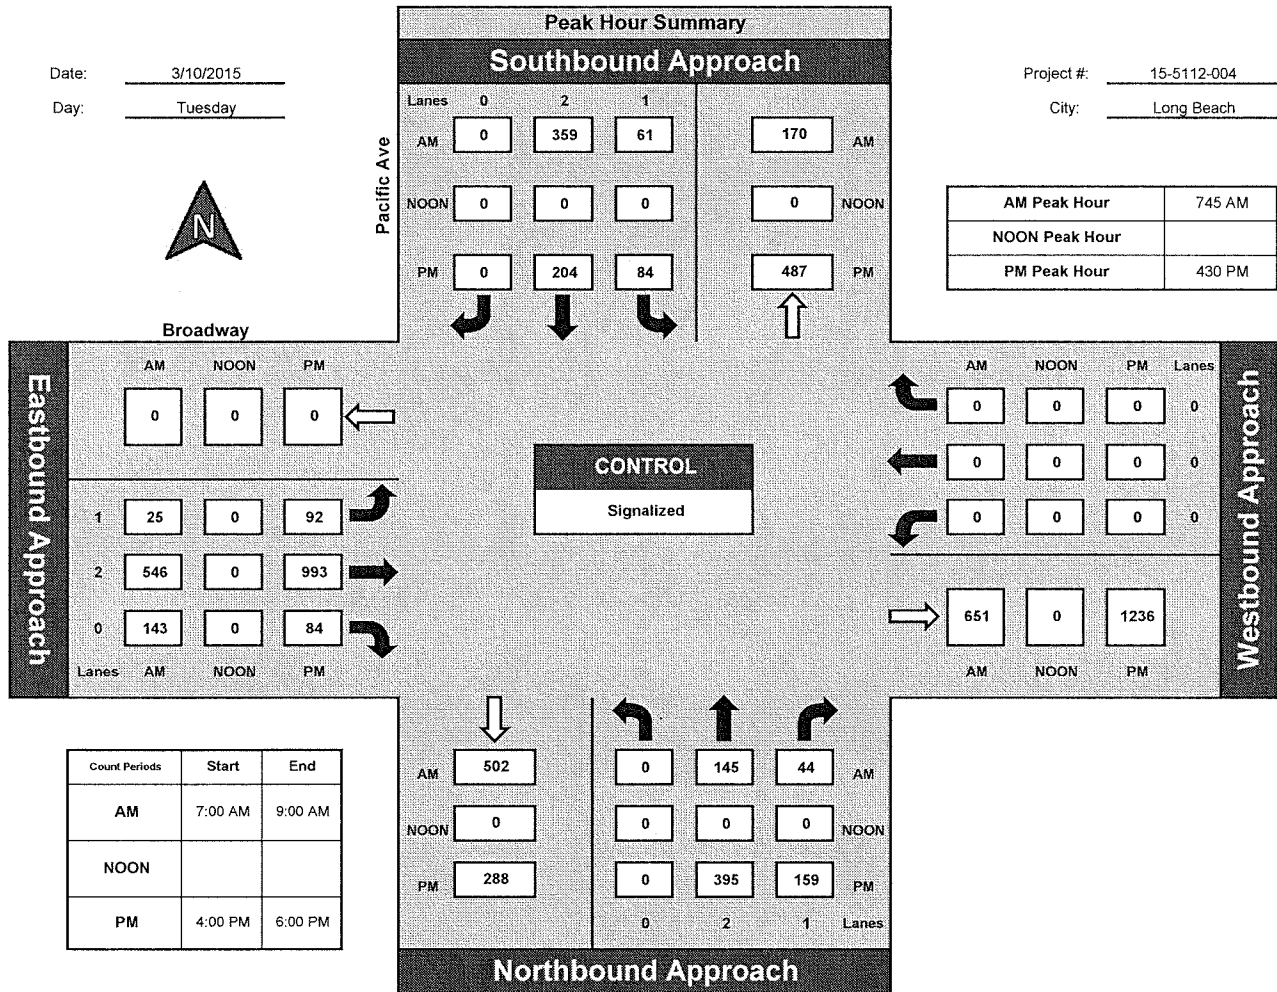 Peak Hour Summary
Southbound Approach
Date: 3/10/2015
Day: Tuesday
Project #: 15-5112-004
City: Long Beach
N
Pacific Ave
Lanes 0 2 1
AM 0 359 61 170 AM
NOON 0 0 0 0 NOON
PM 0 204 84 487 PM
AM Peak Hour 745 AM
NOON Peak Hour
PM Peak Hour 430 PM
Broadway
Eastbound Approach
AM NOON PM
0 0 0
1 25 0 92
2 546 0 993
0 143 0 84
Lanes AM NOON PM
CONTROL
Signalized
Westbound Approach
AM NOON PM Lanes
0 0 0 0
0 0 0 0
0 0 0 0
651 0 1236
AM NOON PM
Count Periods Start End
AM 7:00 AM 9:00 AM
NOON
PM 4:00 PM 6:00 PM
AM 502 0 145 44 AM
NOON 0 0 0 0 NOON
PM 288 0 395 159 PM
0 2 1 Lanes
Northbound Approach